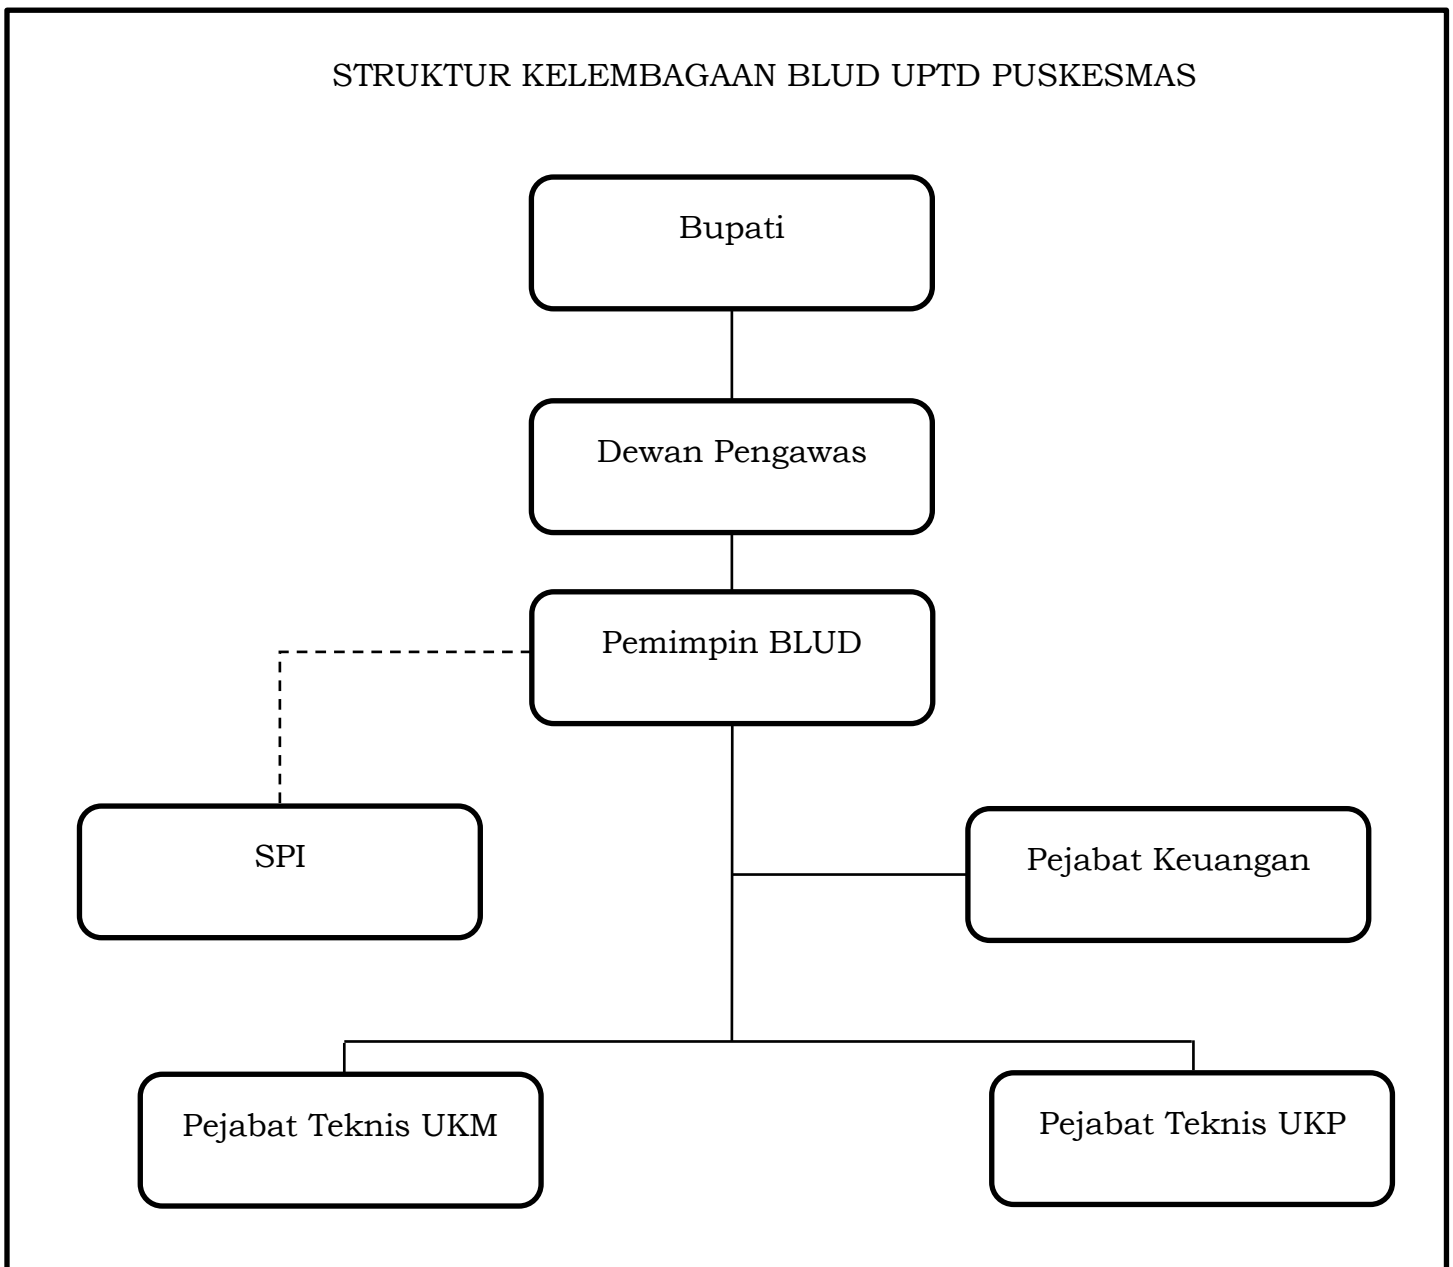 STRUKTUR KELEMBAGAAN BLUD UPTD PUSKESMAS
Bupati
Dewan Pengawas
Pemimpin BLUD
SPI
Pejabat Keuangan
Pejabat Teknis UKM
Pejabat Teknis UKP